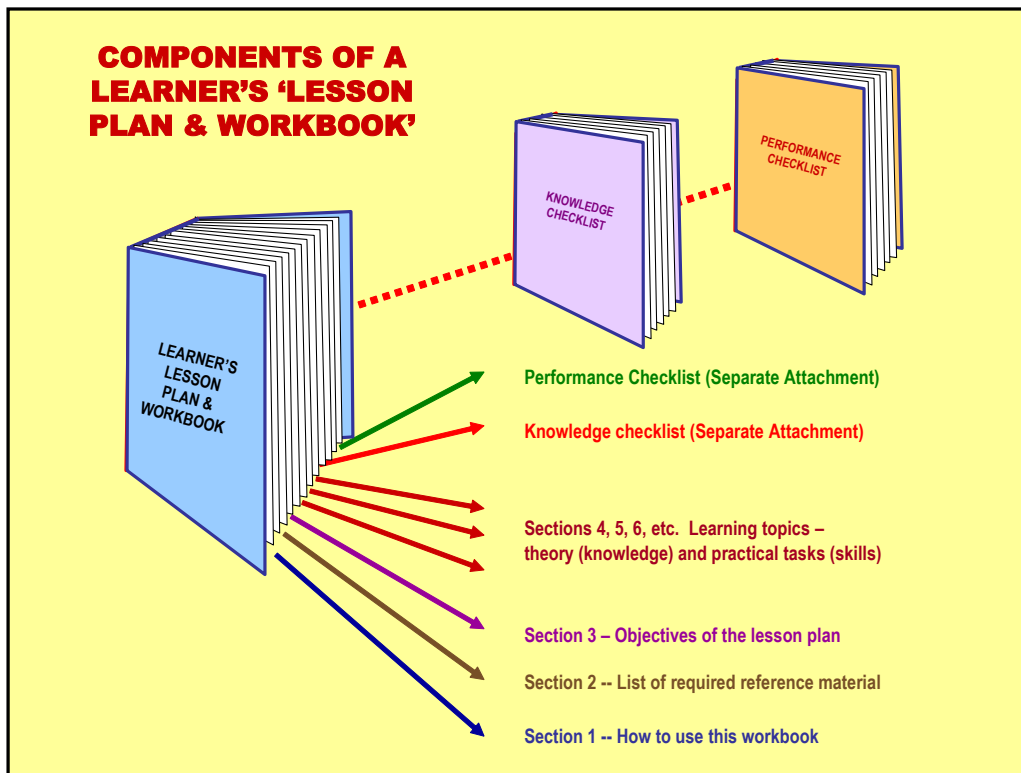 COMPONENTS OF A
LEARNER’S ‘LESSON
PLAN & WORKBOOK’
PERFORMANCE
CHECKLIST
KNOWLEDGE
CHECKLIST
LEARNER’S
LESSON
PLAN &
WORKBOOK
Performance Checklist (Separate Attachment)
Knowledge checklist (Separate Attachment)
Sections 4, 5, 6, etc.  Learning topics –
theory (knowledge) and practical tasks (skills)
Section 3 – Objectives of the lesson plan
Section 2 -- List of required reference material
Section 1 -- How to use this workbook